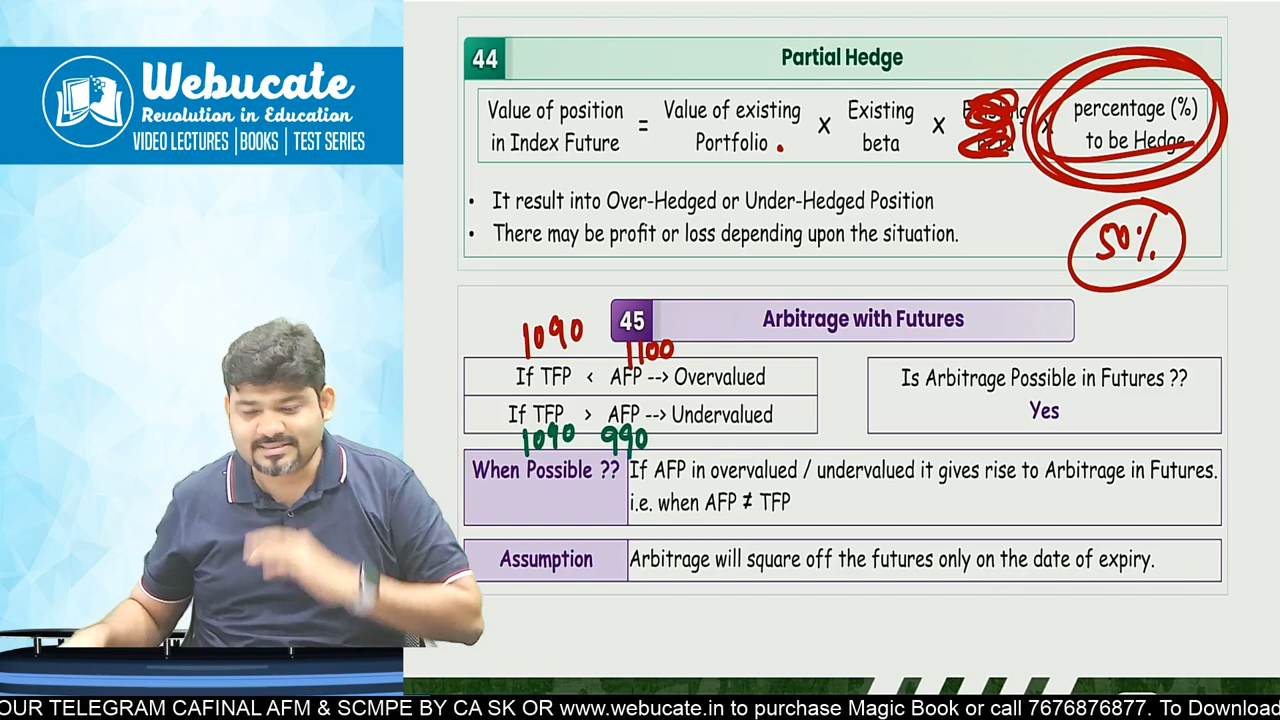 Webucate
Revolution in Education
VIDEO LECTURES | BOOKS | TEST SERIES
44 Partial Hedge
Value of position in Index Future = Value of existing Portfolio . X Existing beta X X percentage (%) to be Hedge
• It result into Over-Hedged or Under-Hedged Position
• There may be profit or loss depending upon the situation.
50%
45 Arbitrage with Futures
1090 1100
If TFP < AFP --> Overvalued
If TFP > AFP --> Undervalued
1090 990
Is Arbitrage Possible in Futures ??
Yes
When Possible ?? If AFP in overvalued / undervalued it gives rise to Arbitrage in Futures.
i.e. when AFP ≠ TFP
Assumption Arbitrage will square off the futures only on the date of expiry.
OUR TELEGRAM CAFINAL AFM & SCMPE BY CA SK OR www.webucate.in to purchase Magic Book or call 7676876877. To Download